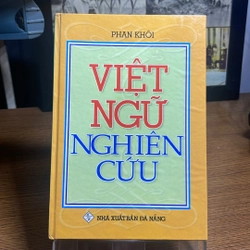 PHAN KHÔI
VIỆT
NGỮ
NGHIÊN
CỨU
NHÀ XUẤT BẢN ĐÀ NẴNG